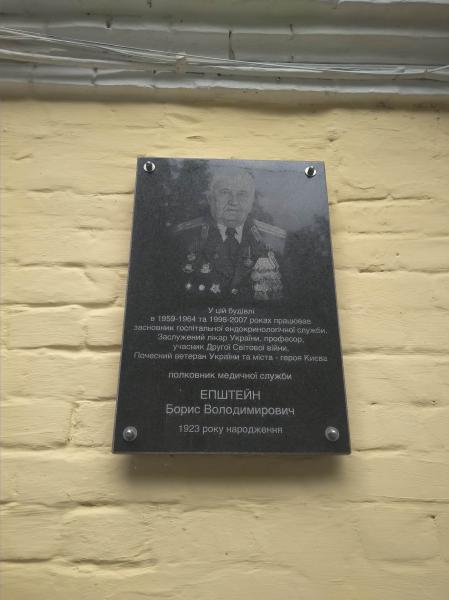 У цій будівлі
в 1959-1964 та 1998-2007 роках працював
засновник госпітальної ендокринологічної служби,
Заслужений лікар України, професор,
учасник Другої Світової війни,
Почесний ветеран України та міста - героя Києва
полковник медичної служби
ЕПШТЕЙН
Борис Володимирович
1923 року народження